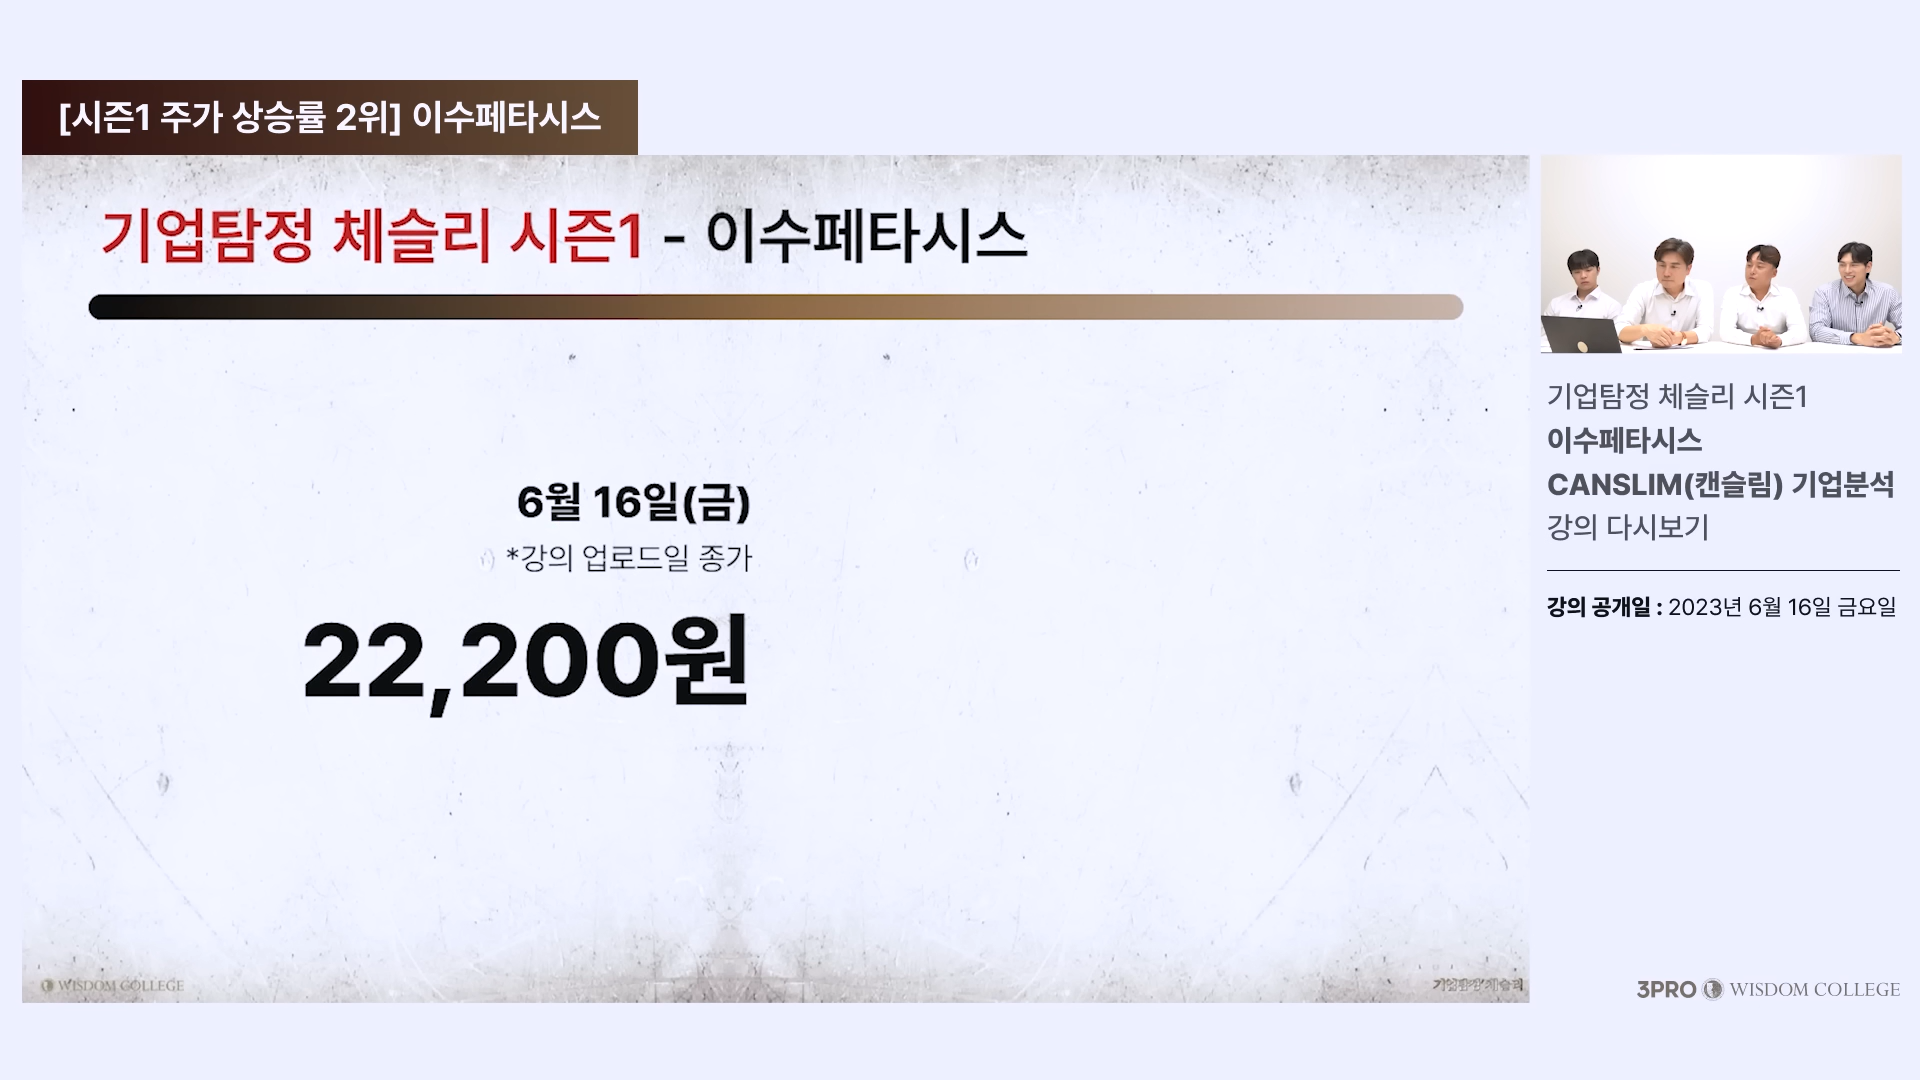 [시즌1 주가 상승률 2위] 이수페타시스
기업탐정 체슬리 시즌1 - 이수페타시스
6월 16일(금)
*강의 업로드일 종가
22,200원
WISDOM COLLEGE
기업탐정 체슬리
기업탐정 체슬리 시즌1
이수페타시스
CANSLIM(캔슬림) 기업분석
강의 다시보기
강의 공개일 : 2023년 6월 16일 금요일
3PRO WISDOM COLLEGE